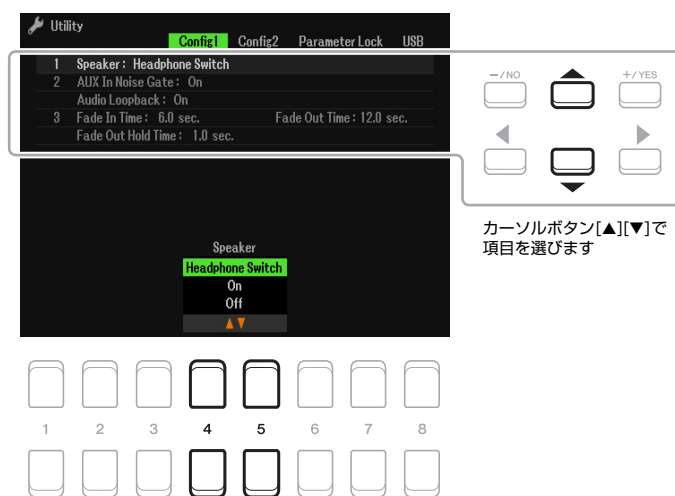 Utility
Config1 Config2 Parameter Lock USB
1 Speaker : Headphone Switch
2 AUX In Noise Gate : On
Audio Loopback : On
3 Fade In Time : 6.0 sec. Fade Out Time : 12.0 sec.
Fade Out Hold Time : 1.0 sec.
－/NO ＋/YES
カーソルボタン[▲][▼]で
項目を選びます
Speaker
Headphone Switch
On
Off
1 2 3 4 5 6 7 8